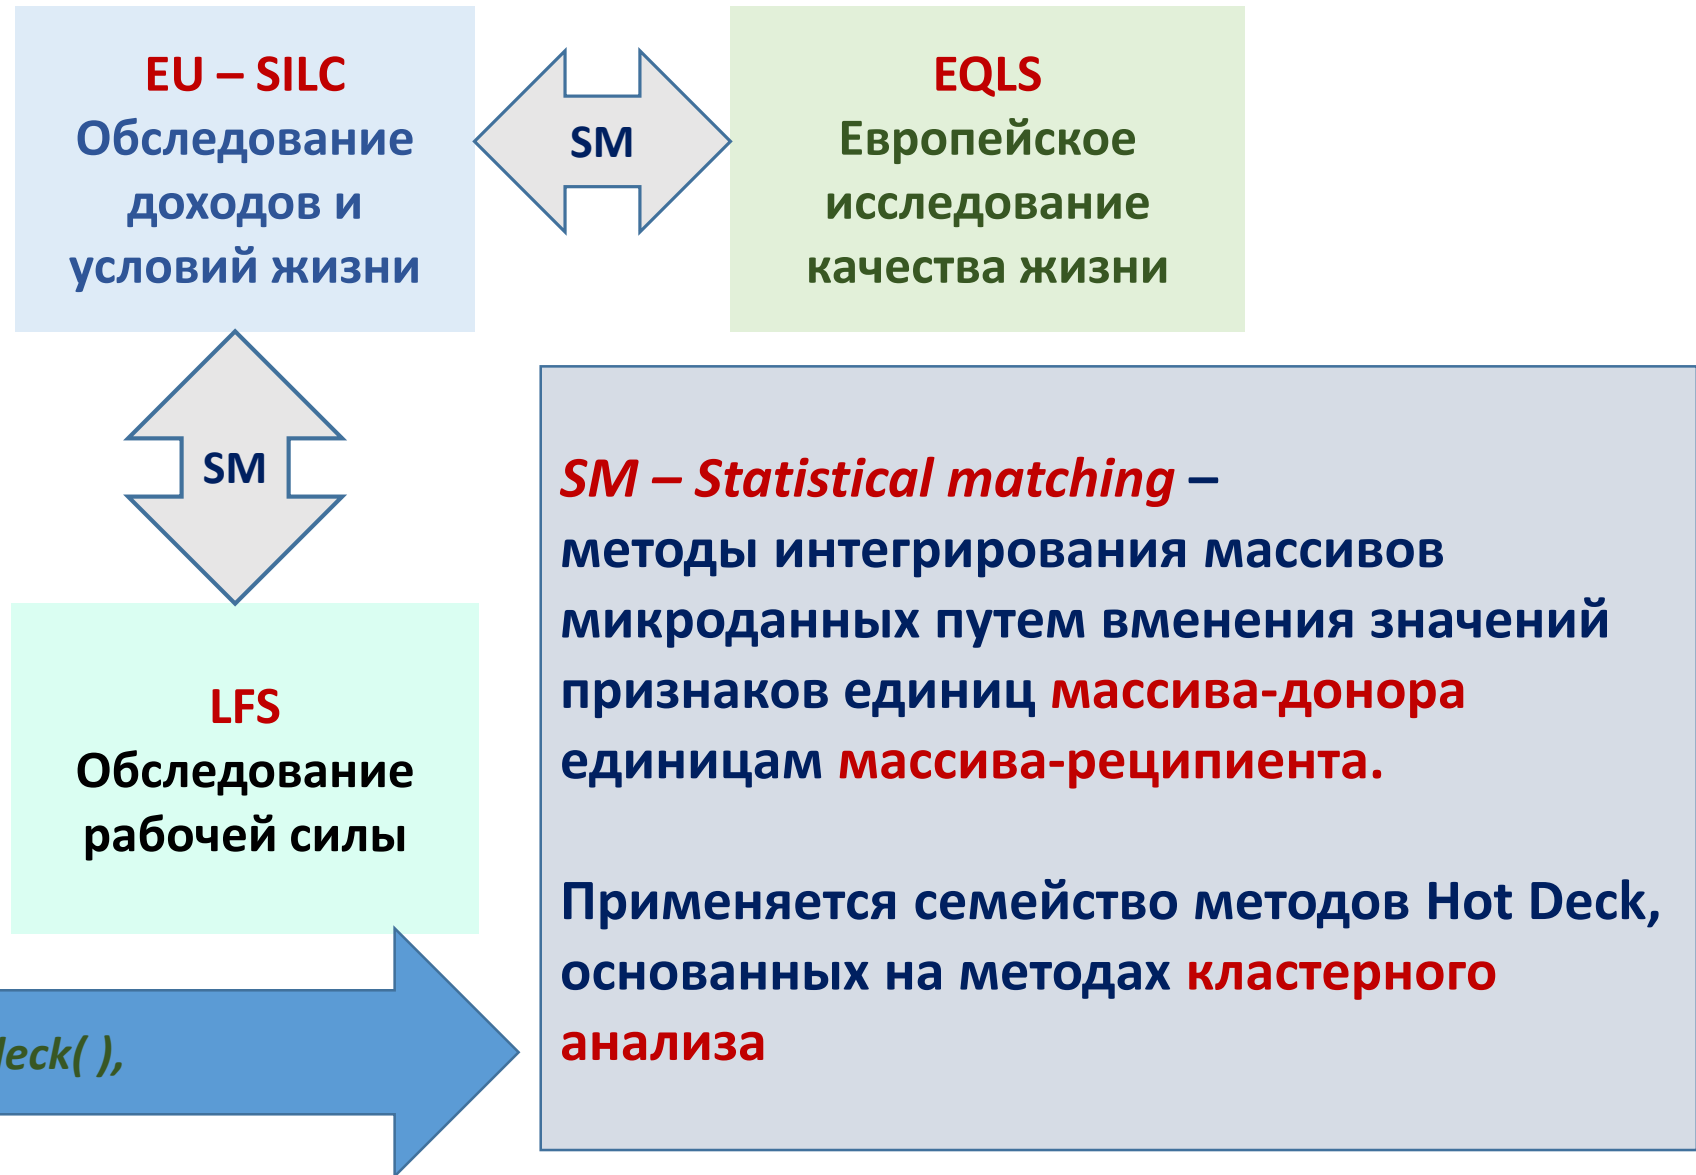 EU – SILC
Обследование
доходов и
условий жизни
SM
EQLS
Европейское
исследование
качества жизни
SM
LFS
Обследование
рабочей силы
SM – Statistical matching –
методы интегрирования массивов
микроданных путем вменения значений
признаков единиц массива-донора
единицам массива-реципиента.
Применяется семейство методов Hot Deck,
основанных на методах кластерного
анализа
eck( ),